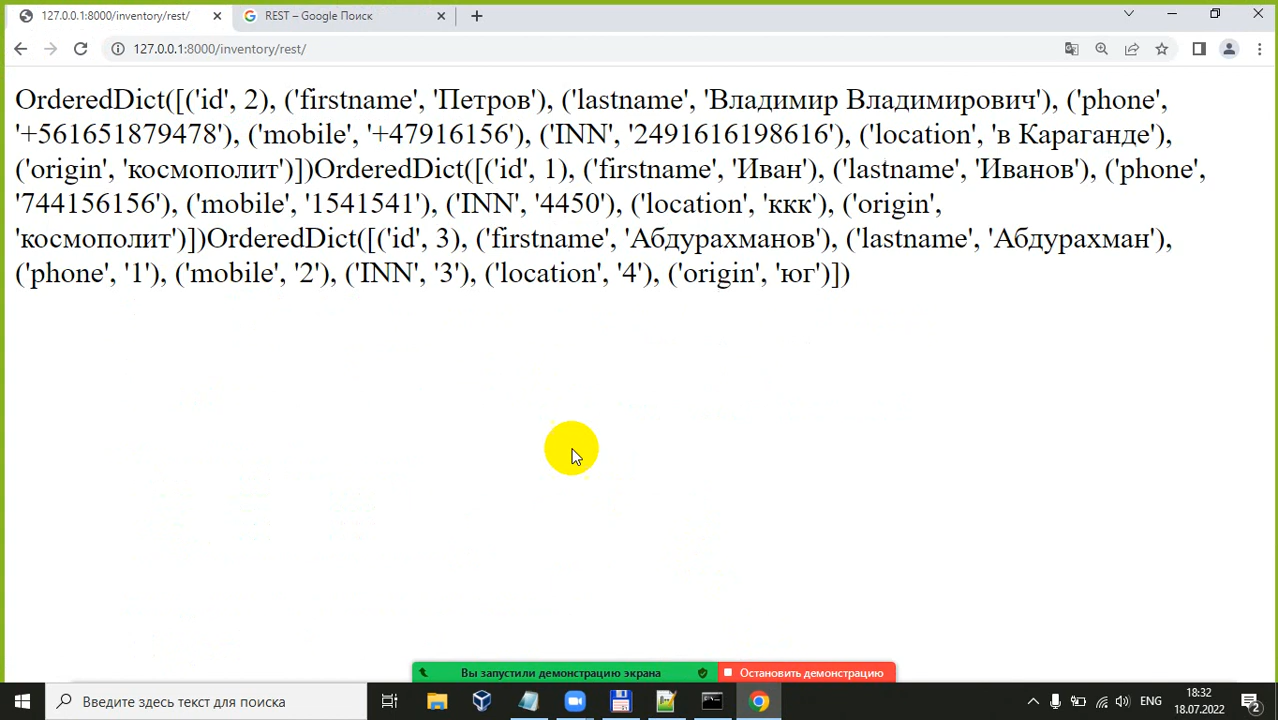 127.0.0.1:8000/inventory/rest/
REST – Google Поиск
127.0.0.1:8000/inventory/rest/
OrderedDict([('id', 2), ('firstname', 'Петров'), ('lastname', 'Владимир Владимирович'), ('phone',
'+561651879478'), ('mobile', '+47916156'), ('INN', '2491616198616'), ('location', 'в Караганде'),
('origin', 'космополит')])OrderedDict([('id', 1), ('firstname', 'Иван'), ('lastname', 'Иванов'), ('phone',
'744156156'), ('mobile', '1541541'), ('INN', '4450'), ('location', 'ккк'), ('origin',
'космополит')])OrderedDict([('id', 3), ('firstname', 'Абдурахманов'), ('lastname', 'Абдурахман'),
('phone', '1'), ('mobile', '2'), ('INN', '3'), ('location', '4'), ('origin', 'юг')])
Вы запустили демонстрацию экрана
Остановить демонстрацию
Введите здесь текст для поиска
ENG
18:32
18.07.2022
2